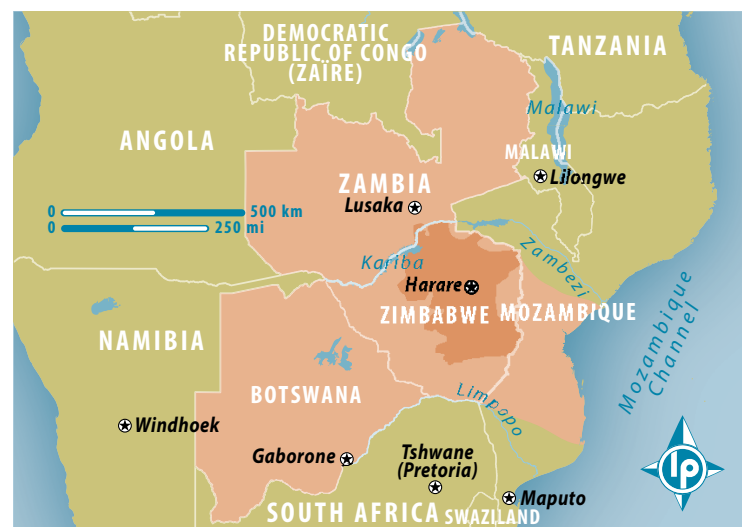 DEMOCRATIC
REPUBLIC OF CONGO
(ZAÏRE)
TANZANIA
Malawi
ANGOLA
MALAWI
Lilongwe
ZAMBIA
Lusaka
0 500 km
0 250 mi
Kariba
Zambezi
Harare
ZIMBABWE
MOZAMBIQUE
Mozambique
Channel
NAMIBIA
BOTSWANA
Limpopo
Windhoek
Gaborone
Tshwane
(Pretoria)
lp
Maputo
SOUTH AFRICA
SWAZILAND